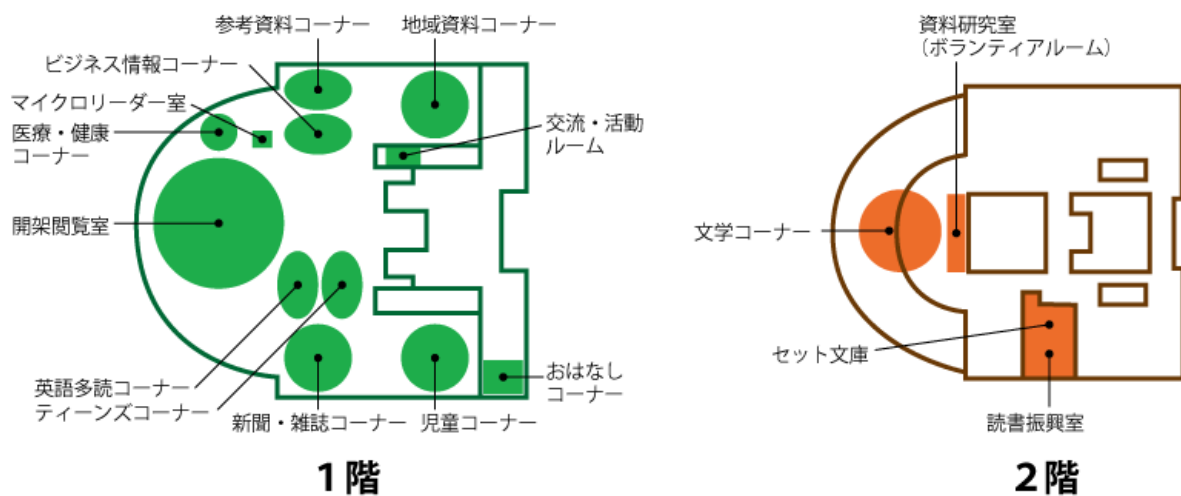 参考資料コーナー
地域資料コーナー
ビジネス情報コーナー
マイクロリーダー室
医療・健康
コーナー
交流・活動
ルーム
開架閲覧室
英語多読コーナー
ティーンズコーナー
新聞・雑誌コーナー
児童コーナー
おはなし
コーナー
1階
資料研究室
（ボランティアルーム）
文学コーナー
セット文庫
読書振興室
2階